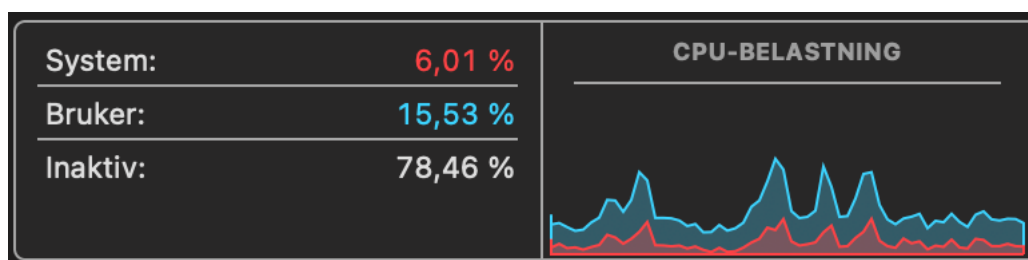 System: 6,01 %
Bruker: 15,53 %
Inaktiv: 78,46 %
CPU-BELASTNING